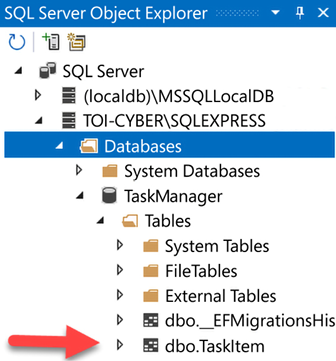 SQL Server Object Explorer
SQL Server
(localdb)\MSSQLLocalDB
TOI-CYBER\SQLEXPRESS
Databases
System Databases
TaskManager
Tables
System Tables
FileTables
External Tables
dbo.__EFMigrationsHis
dbo.TaskItem